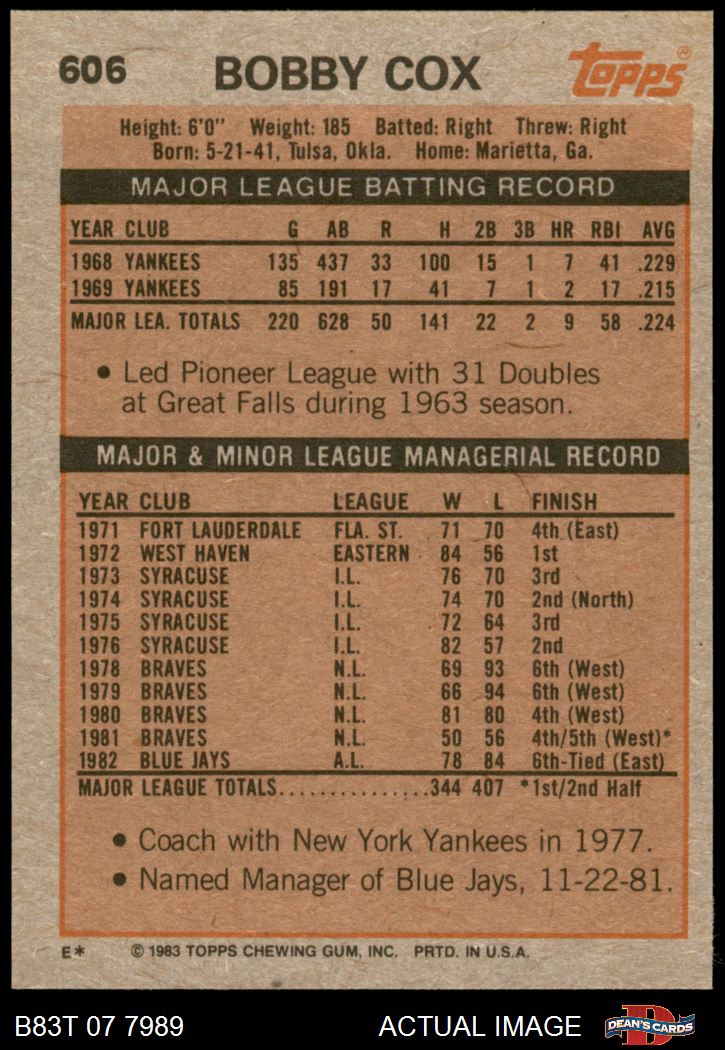 606 BOBBY COX topps®
Height: 6'0" Weight: 185 Batted: Right Threw: Right
Born: 5-21-41, Tulsa, Okla. Home: Marietta, Ga.
MAJOR LEAGUE BATTING RECORD
YEAR CLUB G AB R H 2B 3B HR RBI AVG
1968 YANKEES 135 437 33 100 15 1 7 41 .229
1969 YANKEES 85 191 17 41 7 1 2 17 .215
MAJOR LEA. TOTALS 220 628 50 141 22 2 9 58 .224
• Led Pioneer League with 31 Doubles
at Great Falls during 1963 season.
MAJOR & MINOR LEAGUE MANAGERIAL RECORD
YEAR CLUB LEAGUE W L FINISH
1971 FORT LAUDERDALE FLA. ST. 71 70 4th (East)
1972 WEST HAVEN EASTERN 84 56 1st
1973 SYRACUSE I.L. 76 70 3rd
1974 SYRACUSE I.L. 74 70 2nd (North)
1975 SYRACUSE I.L. 72 64 3rd
1976 SYRACUSE I.L. 82 57 2nd
1978 BRAVES N.L. 69 93 6th (West)
1979 BRAVES N.L. 66 94 6th (West)
1980 BRAVES N.L. 81 80 4th (West)
1981 BRAVES N.L. 50 56 4th/5th (West)*
1982 BLUE JAYS A.L. 78 84 6th-Tied (East)
MAJOR LEAGUE TOTALS...............344 407 *1st/2nd Half
• Coach with New York Yankees in 1977.
• Named Manager of Blue Jays, 11-22-81.
E* © 1983 TOPPS CHEWING GUM, INC. PRTD. IN U.S.A.
B83T 07 7989 ACTUAL IMAGE D DEAN'S CARDS